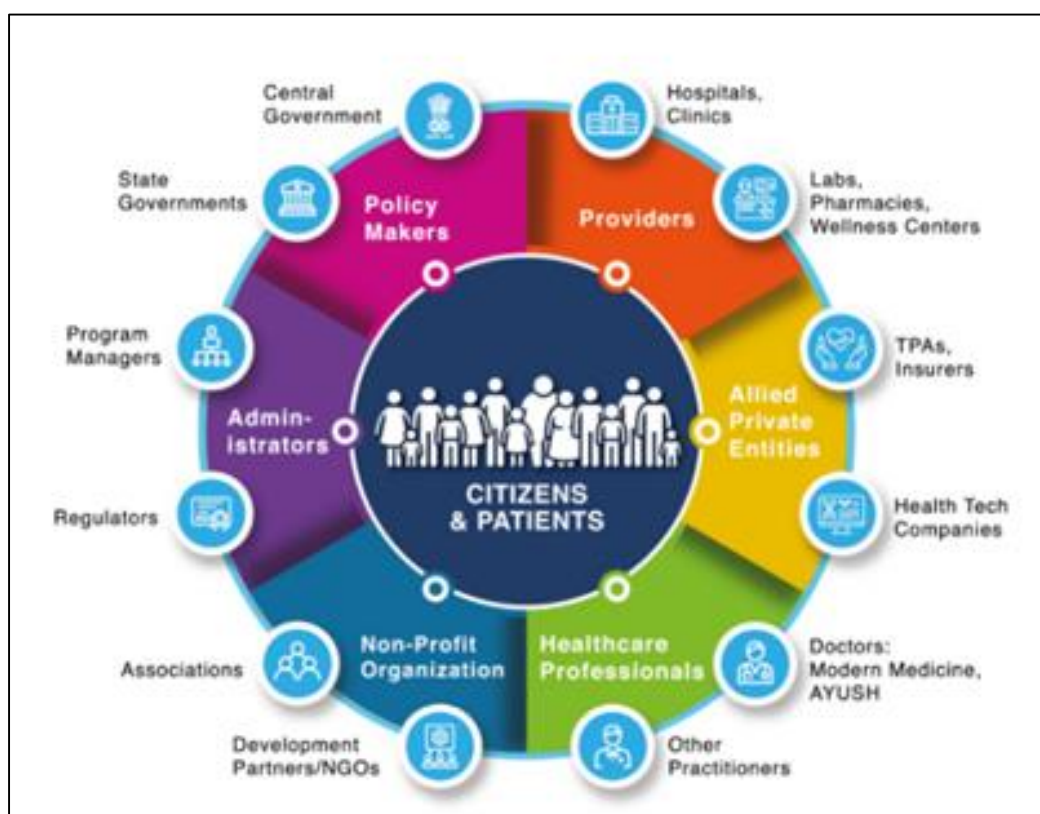 Central
Government
Hospitals,
Clinics
State
Governments
Policy
Makers
Providers
Labs,
Pharmacies,
Wellness Centers
Program
Managers
Admin-
istrators
TPAs,
Insurers
Allied
Private
Entities
CITIZENS
& PATIENTS
Regulators
Health Tech
Companies
Non-Profit
Organization
Healthcare
Professionals
Associations
Doctors:
Modern Medicine,
AYUSH
Development
Partners/NGOs
Other
Practitioners